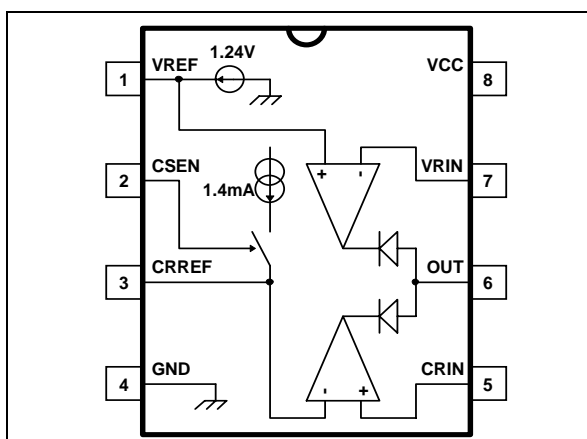 1.24V
VREF
VCC
1
8
CSEN
VRIN
2
1.4mA
+
-
7
CRREF
OUT
3
6
GND
CRIN
4
-
+
5